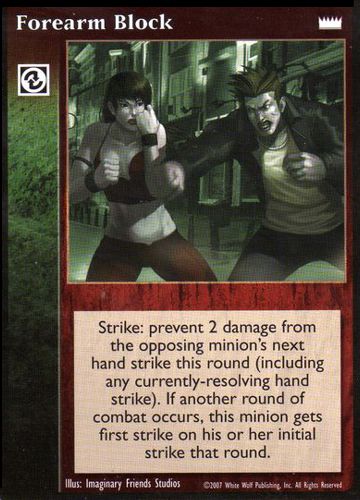 Forearm Block
Strike: prevent 2 damage from
the opposing minion's next
hand strike this round (including
any currently-resolving hand
strike). If another round of
combat occurs, this minion gets
first strike on his or her initial
strike that round.
Illus: Imaginary Friends Studios
©2007 White Wolf Publishing, Inc. All Rights Reserved